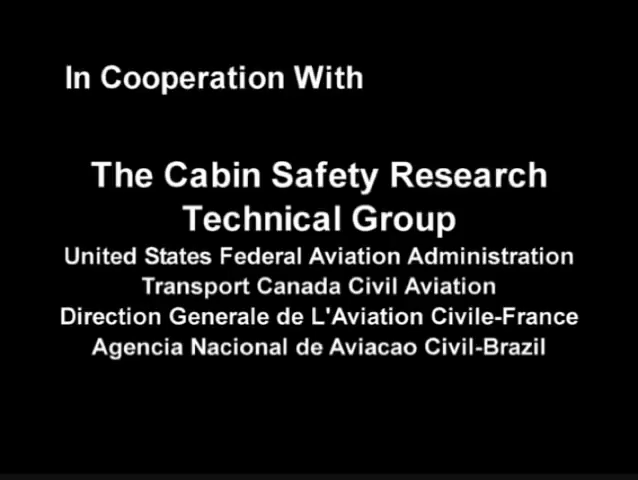 In Cooperation With
The Cabin Safety Research
Technical Group
United States Federal Aviation Administration
Transport Canada Civil Aviation
Direction Generale de L'Aviation Civile-France
Agencia Nacional de Aviacao Civil-Brazil